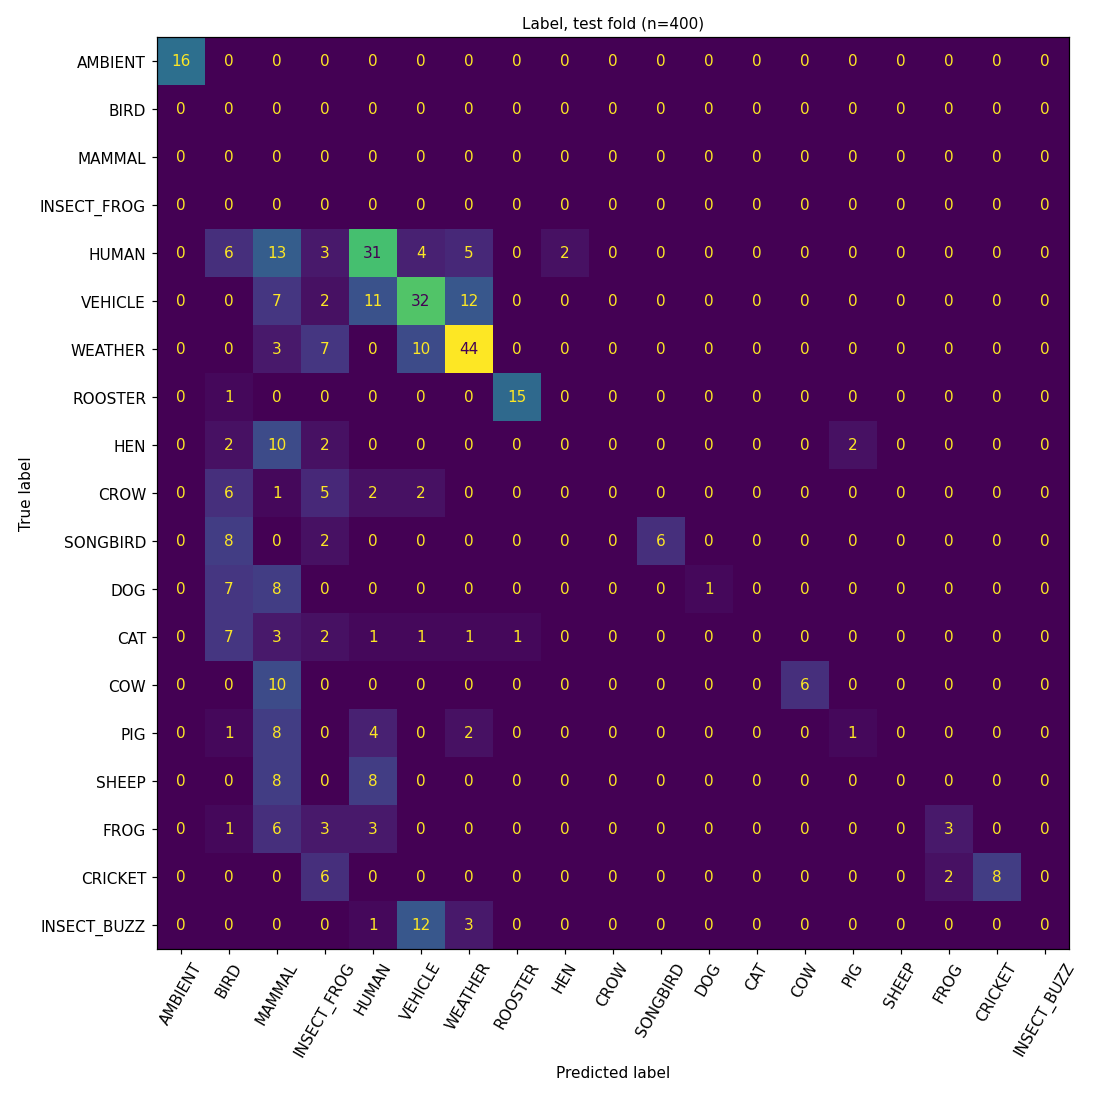 Label, test fold (n=400)
AMBIENT 16 0 0 0 0 0 0 0 0 0 0 0 0 0 0 0 0 0 0
BIRD 0 0 0 0 0 0 0 0 0 0 0 0 0 0 0 0 0 0 0
MAMMAL 0 0 0 0 0 0 0 0 0 0 0 0 0 0 0 0 0 0 0
INSECT_FROG 0 0 0 0 0 0 0 0 0 0 0 0 0 0 0 0 0 0 0
HUMAN 0 6 13 3 31 4 5 0 2 0 0 0 0 0 0 0 0 0 0
VEHICLE 0 0 7 2 11 32 12 0 0 0 0 0 0 0 0 0 0 0 0
WEATHER 0 0 3 7 0 10 44 0 0 0 0 0 0 0 0 0 0 0 0
ROOSTER 0 1 0 0 0 0 0 15 0 0 0 0 0 0 0 0 0 0 0
HEN 0 2 10 2 0 0 0 0 0 0 0 0 0 0 2 0 0 0 0
CROW 0 6 1 5 2 2 0 0 0 0 0 0 0 0 0 0 0 0 0
SONGBIRD 0 8 0 2 0 0 0 0 0 0 6 0 0 0 0 0 0 0 0
DOG 0 7 8 0 0 0 0 0 0 0 0 1 0 0 0 0 0 0 0
CAT 0 7 3 2 1 1 1 1 0 0 0 0 0 0 0 0 0 0 0
COW 0 0 10 0 0 0 0 0 0 0 0 0 0 6 0 0 0 0 0
PIG 0 1 8 0 4 0 2 0 0 0 0 0 0 0 1 0 0 0 0
SHEEP 0 0 8 0 8 0 0 0 0 0 0 0 0 0 0 0 0 0 0
FROG 0 1 6 3 3 0 0 0 0 0 0 0 0 0 0 0 3 0 0
CRICKET 0 0 0 6 0 0 0 0 0 0 0 0 0 0 0 0 2 8 0
INSECT_BUZZ 0 0 0 0 1 12 3 0 0 0 0 0 0 0 0 0 0 0 0
True label
AMBIENT BIRD MAMMAL INSECT_FROG HUMAN VEHICLE WEATHER ROOSTER HEN CROW SONGBIRD DOG CAT COW PIG SHEEP FROG CRICKET INSECT_BUZZ
Predicted label